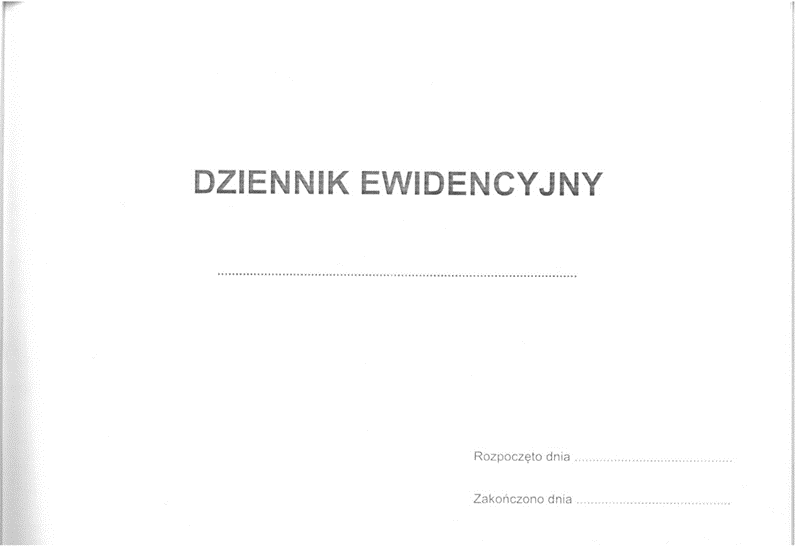 DZIENNIK EWIDENCYJNY
................................................................................
Rozpoczęto dnia ............................................
Zakończono dnia ............................................